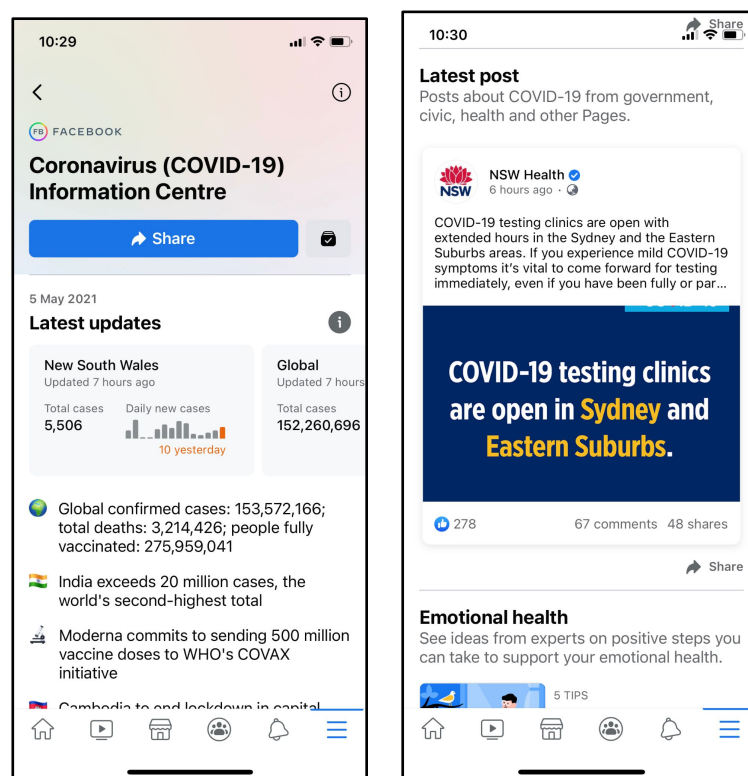 10:29
FB FACEBOOK
Coronavirus (COVID-19)
Information Centre
Share
5 May 2021
Latest updates
New South Wales
Updated 7 hours ago
Total cases
5,506
Daily new cases
10 yesterday
Global
Updated 7 hours
Total cases
152,260,696
Global confirmed cases: 153,572,166;
total deaths: 3,214,426; people fully
vaccinated: 275,959,041
India exceeds 20 million cases, the
world's second-highest total
Moderna commits to sending 500 million
vaccine doses to WHO's COVAX
initiative
Cambodia to end lockdown in capital
10:30
Share
Latest post
Posts about COVID-19 from government,
civic, health and other Pages.
NSW
NSW Health
6 hours ago ·
COVID-19 testing clinics are open with
extended hours in the Sydney and the Eastern
Suburbs areas. If you experience mild COVID-19
symptoms it's vital to come forward for testing
immediately, even if you have been fully or par...
COVID-19 testing clinics
are open in Sydney and
Eastern Suburbs.
278
67 comments 48 shares
Share
Emotional health
See ideas from experts on positive steps you
can take to support your emotional health.
5 TIPS